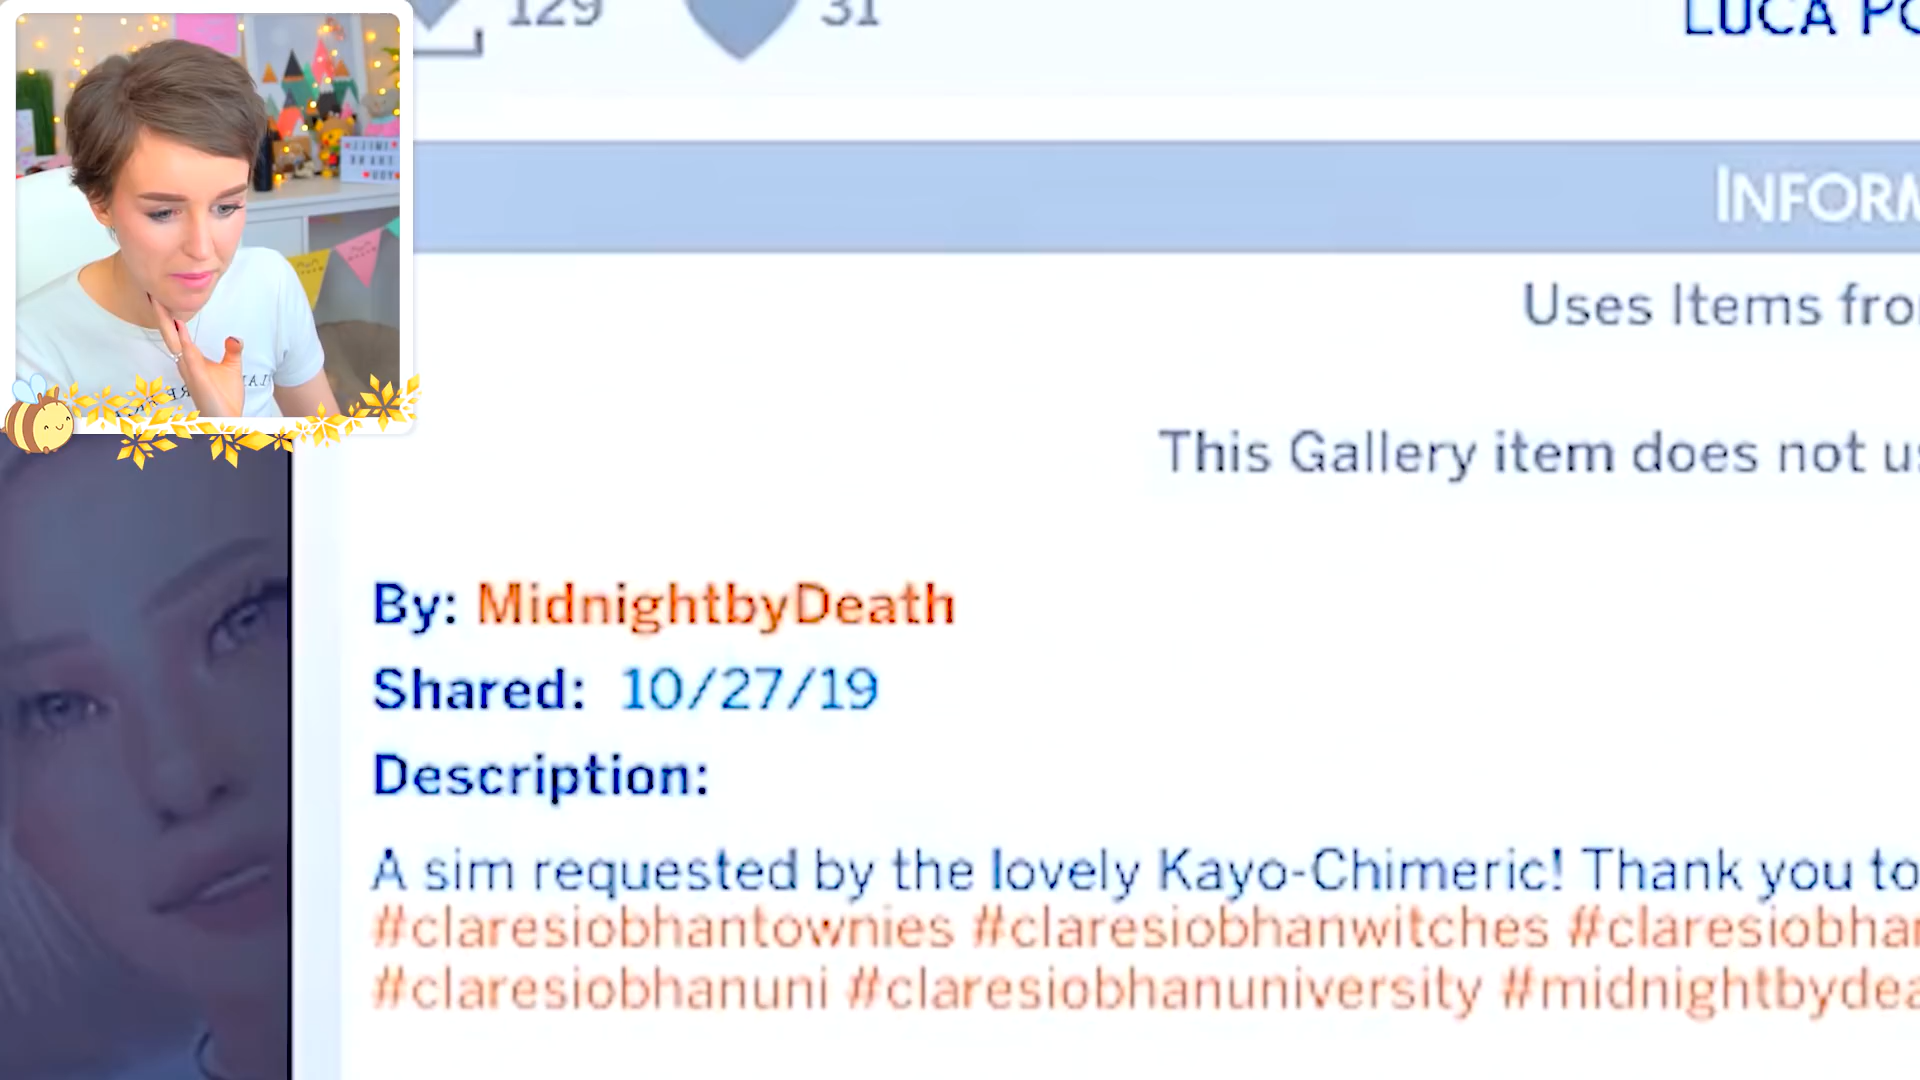 129 31
LUCA
INFORM
Uses Items fro
This Gallery item does not us
By: MidnightbyDeath
Shared: 10/27/19
Description:
A sim requested by the lovely Kayo-Chimeric! Thank you to
#claresiobhantownies #claresiobhanwitches #claresiobhan
#claresiobhanuni #claresiobhanuniversity #midnightbydea